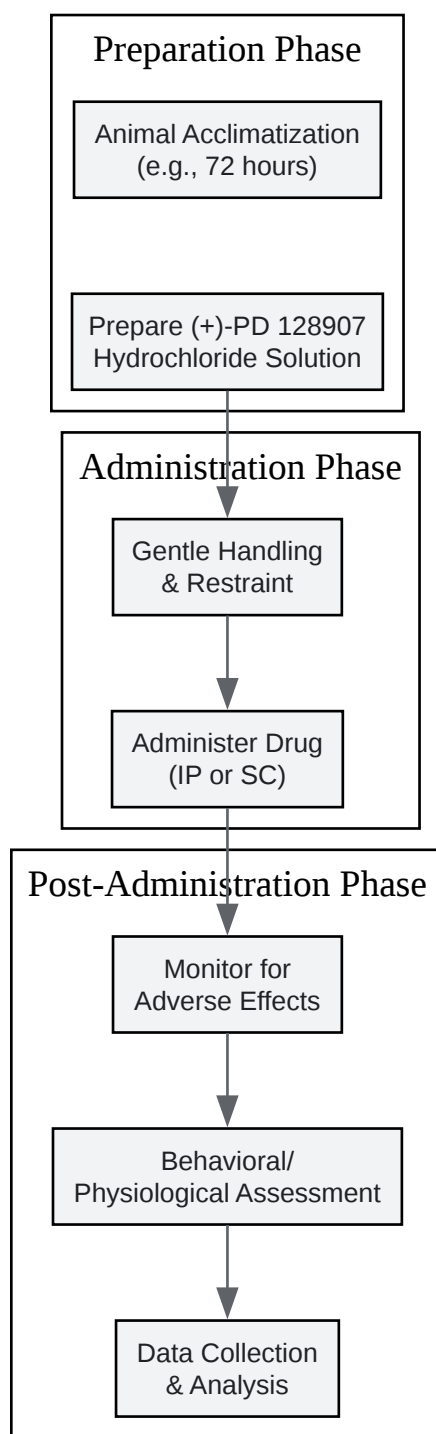 Preparation Phase
Animal Acclimatization
(e.g., 72 hours)
Prepare (+)-PD 128907
Hydrochloride Solution
Administration Phase
Gentle Handling
& Restraint
Administer Drug
(IP or SC)
Post-Administration Phase
Monitor for
Adverse Effects
Behavioral/
Physiological Assessment
Data Collection
& Analysis